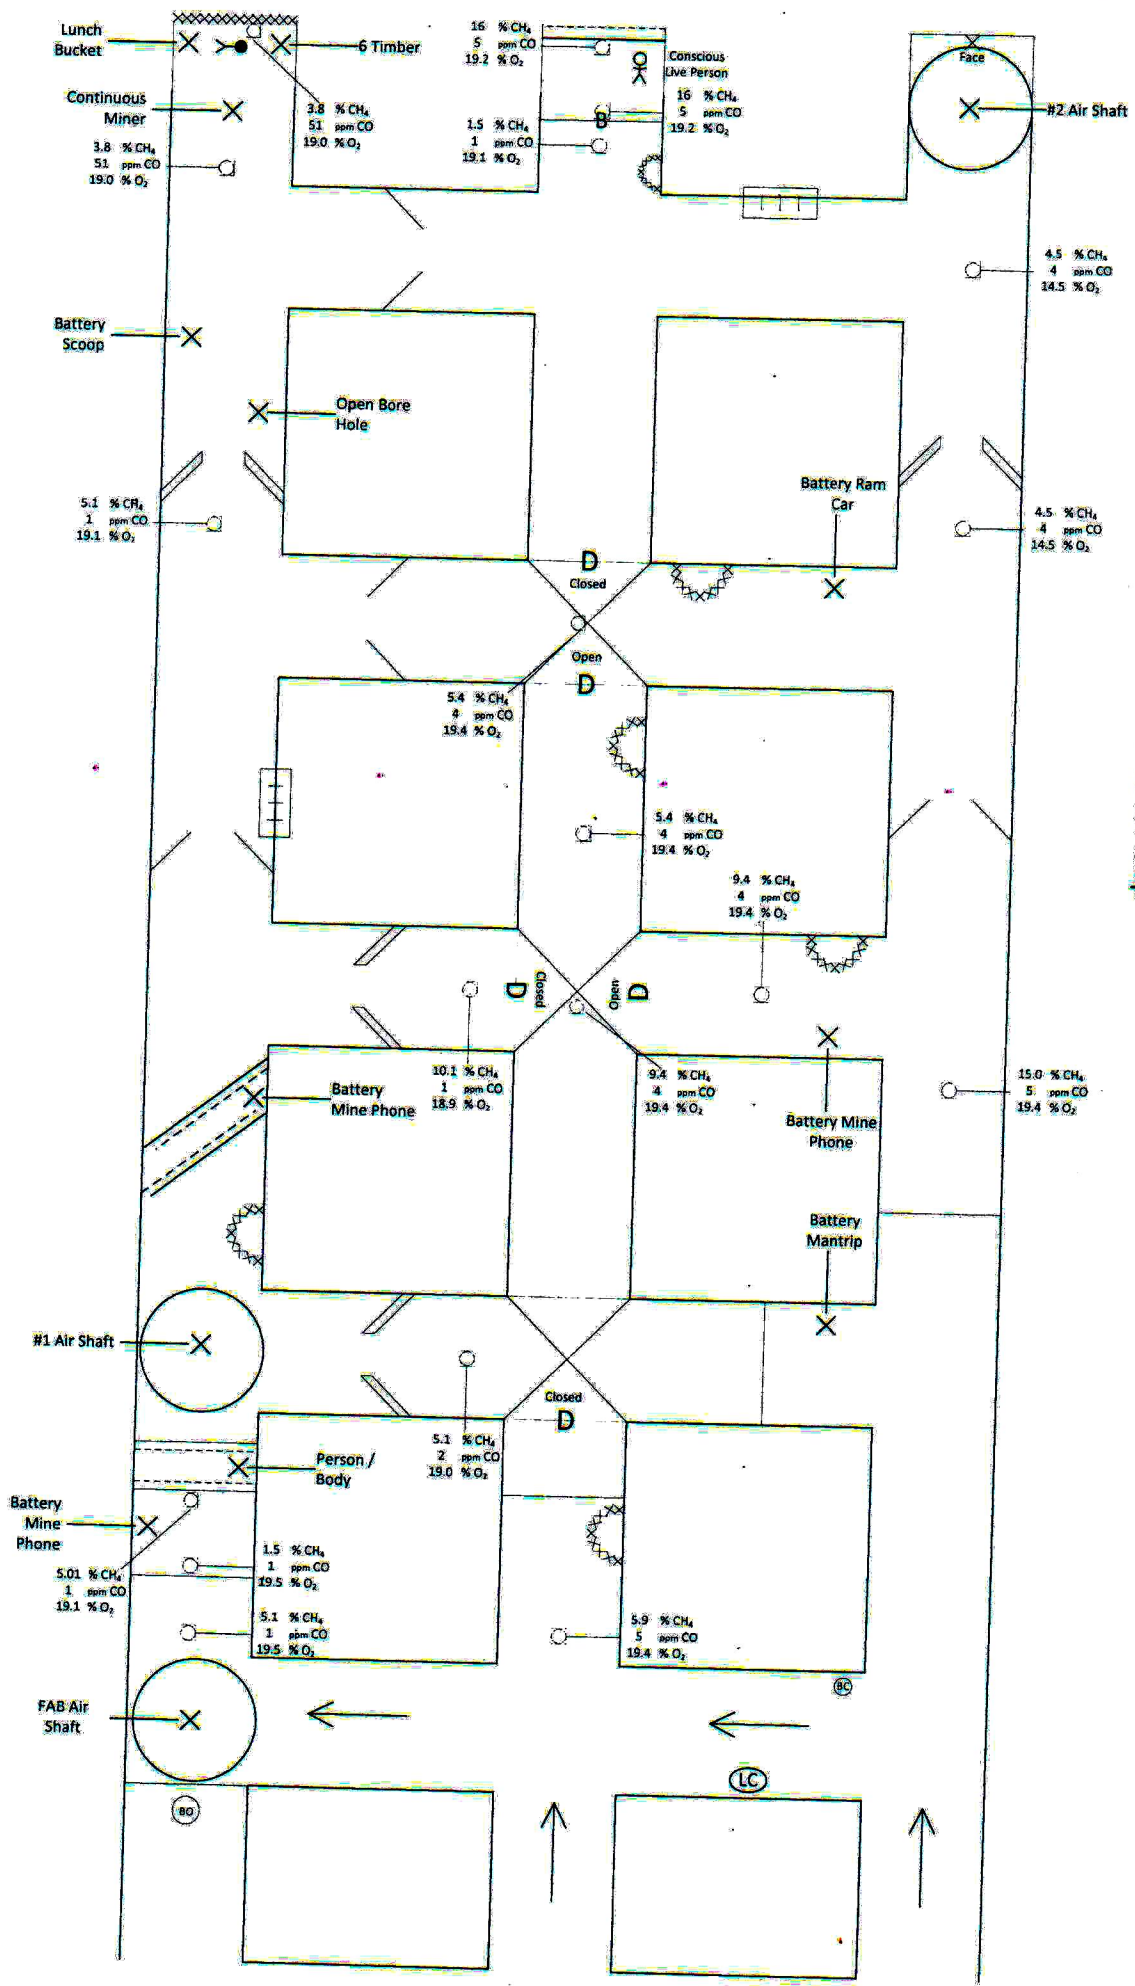 Lunch
Bucket
6 Timber
16 % CH₄
5 ppm CO
19.2 % O₂
Conscious
Live Person
Face
Continuous
Miner
3.8 % CH₄
51 ppm CO
19.0 % O₂
16 % CH₄
5 ppm CO
19.2 % O₂
#2 Air Shaft
B
3.8 % CH₄
51 ppm CO
19.0 % O₂
1.5 % CH₄
1 ppm CO
19.1 % O₂
4.5 % CH₄
4 ppm CO
14.5 % O₂
Battery
Scoop
Open Bore
Hole
Battery Ram
Car
5.1 % CH₄
1 ppm CO
19.1 % O₂
4.5 % CH₄
4 ppm CO
14.5 % O₂
D
Closed
Open
D
5.4 % CH₄
4 ppm CO
19.4 % O₂
5.4 % CH₄
4 ppm CO
19.4 % O₂
9.4 % CH₄
4 ppm CO
19.4 % O₂
D
Closed
Open
D
10.1 % CH₄
1 ppm CO
18.9 % O₂
9.4 % CH₄
4 ppm CO
19.4 % O₂
15.0 % CH₄
5 ppm CO
19.4 % O₂
Battery
Mine Phone
Battery Mine
Phone
Battery
Mantrip
#1 Air Shaft
Closed
D
5.1 % CH₄
2 ppm CO
19.0 % O₂
Person /
Body
Battery
Mine
Phone
5.01 % CH₄
1 ppm CO
19.1 % O₂
1.5 % CH₄
1 ppm CO
19.5 % O₂
5.1 % CH₄
1 ppm CO
19.5 % O₂
5.9 % CH₄
5 ppm CO
19.4 % O₂
BC
FAB Air
Shaft
LC
BO